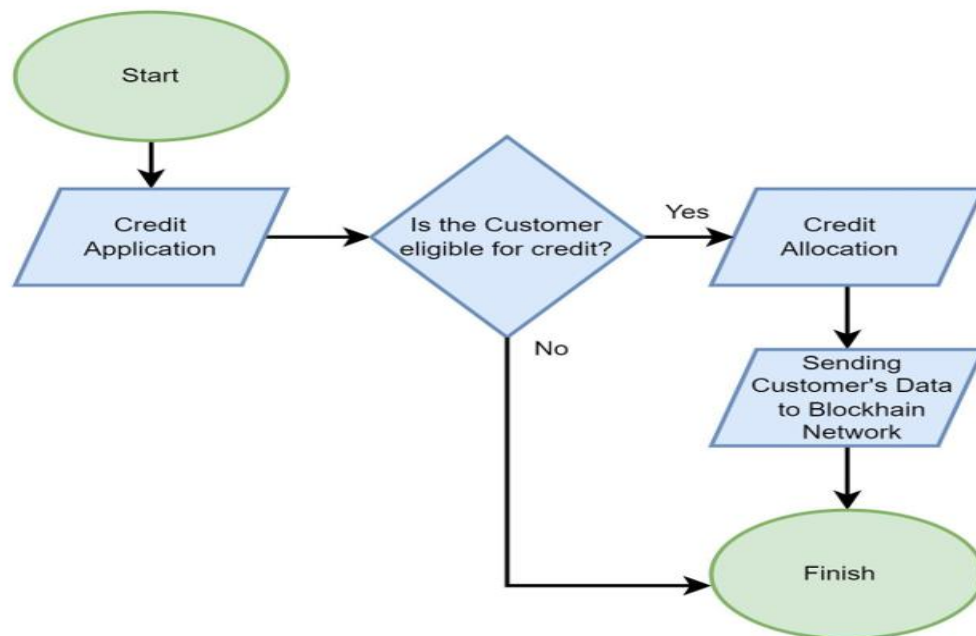 Start
Credit
Application
Is the Customer
eligible for credit?
Yes
Credit
Allocation
No
Sending
Customer's Data
to Blockhain
Network
Finish